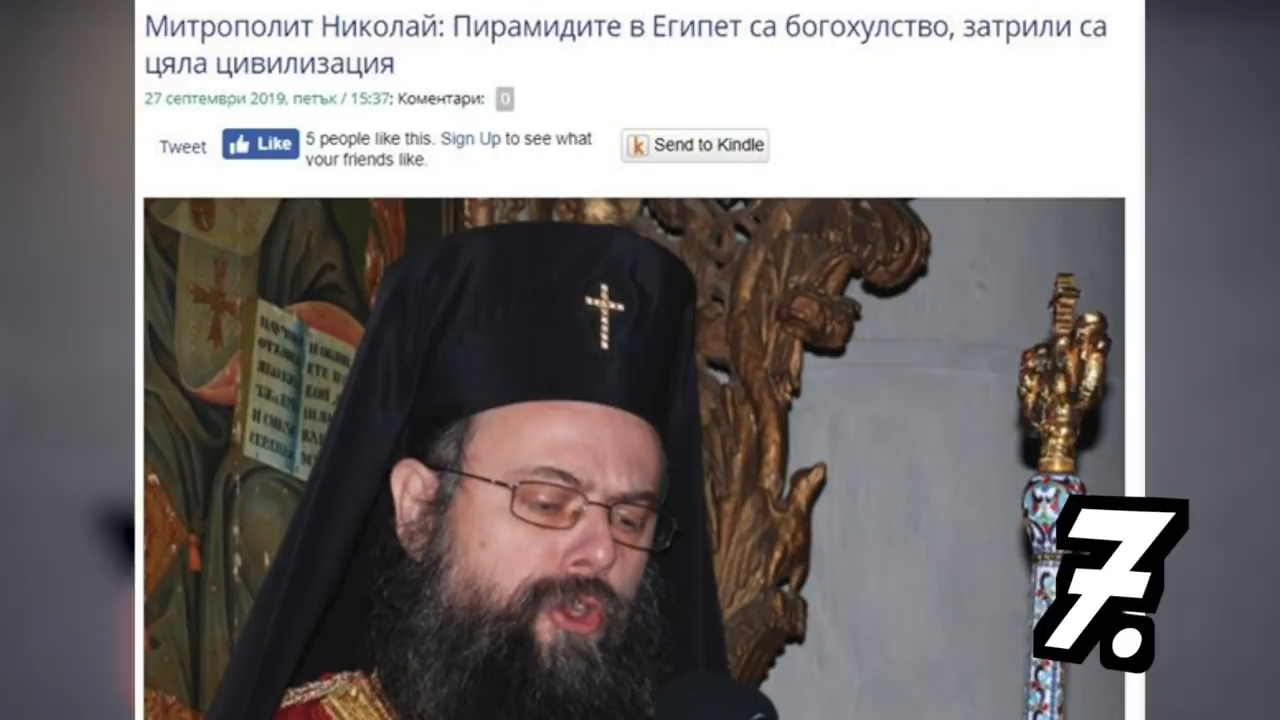 Митрополит Николай: Пирамидите в Египет са богохулство, затрили са
цяла цивилизация
27 септември 2019, петък / 15:37; Коментари: 0
Tweet
Like
5 people like this. Sign Up to see what
your friends like.
Send to Kindle
7.